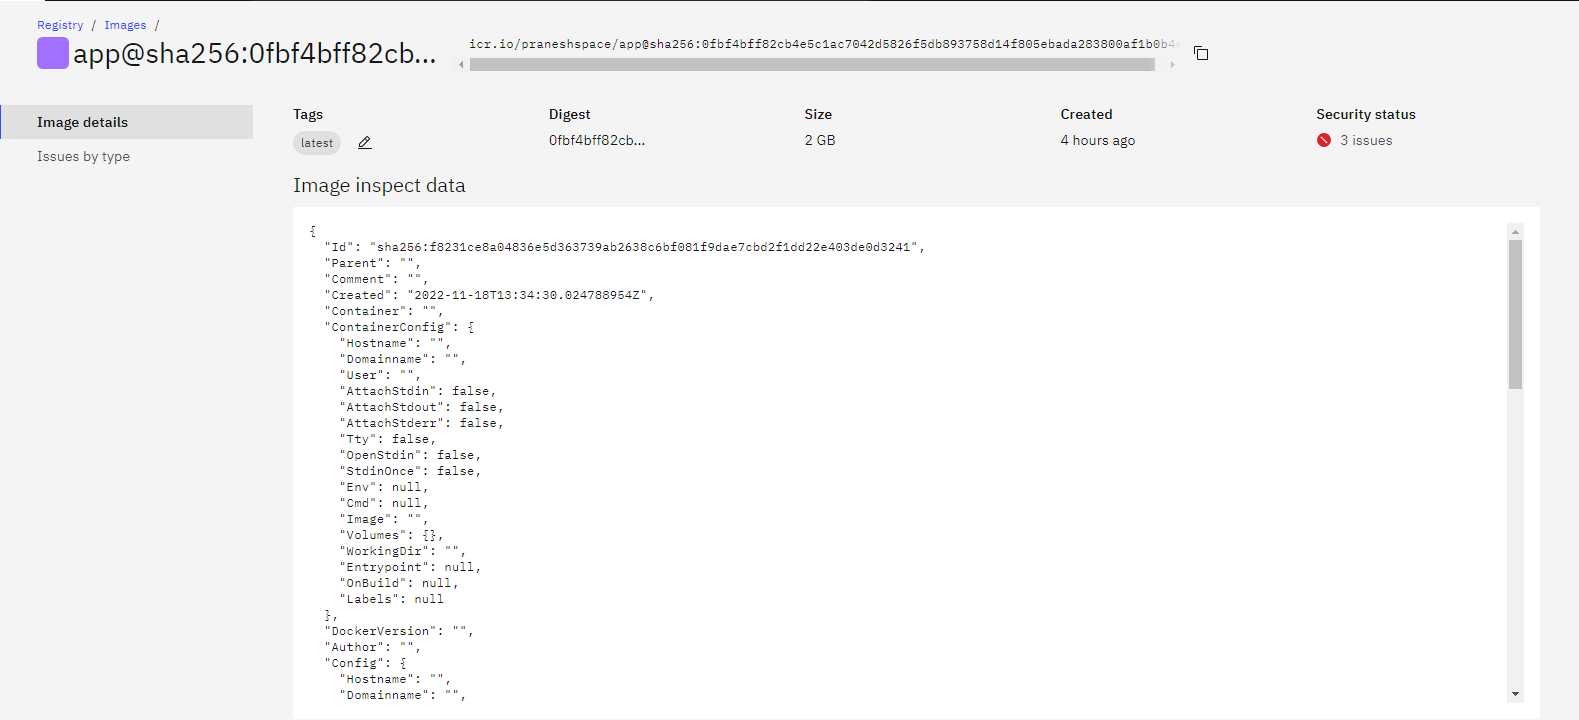 Registry / Images /
app@sha256:0fbf4bff82cb...
icr.io/praneshspace/app@sha256:0fbf4bff82cb4e5c1ac7042d5826f5db893758d14f805ebada283800af1b0b4
Image details
Issues by type
Tags
latest
Digest
0fbf4bff82cb...
Size
2 GB
Created
4 hours ago
Security status
3 issues
Image inspect data
{
"Id": "sha256:f8231ce8a04836e5d363739ab2638c6bf081f9dae7cbd2f1dd22e403de0d3241",
"Parent": "",
"Comment": "",
"Created": "2022-11-18T13:34:30.024788954Z",
"Container": "",
"ContainerConfig": {
"Hostname": "",
"Domainname": "",
"User": "",
"AttachStdin": false,
"AttachStdout": false,
"AttachStderr": false,
"Tty": false,
"OpenStdin": false,
"StdinOnce": false,
"Env": null,
"Cmd": null,
"Image": "",
"Volumes": {},
"WorkingDir": "",
"Entrypoint": null,
"OnBuild": null,
"Labels": null
},
"DockerVersion": "",
"Author": "",
"Config": {
"Hostname": "",
"Domainname": "",